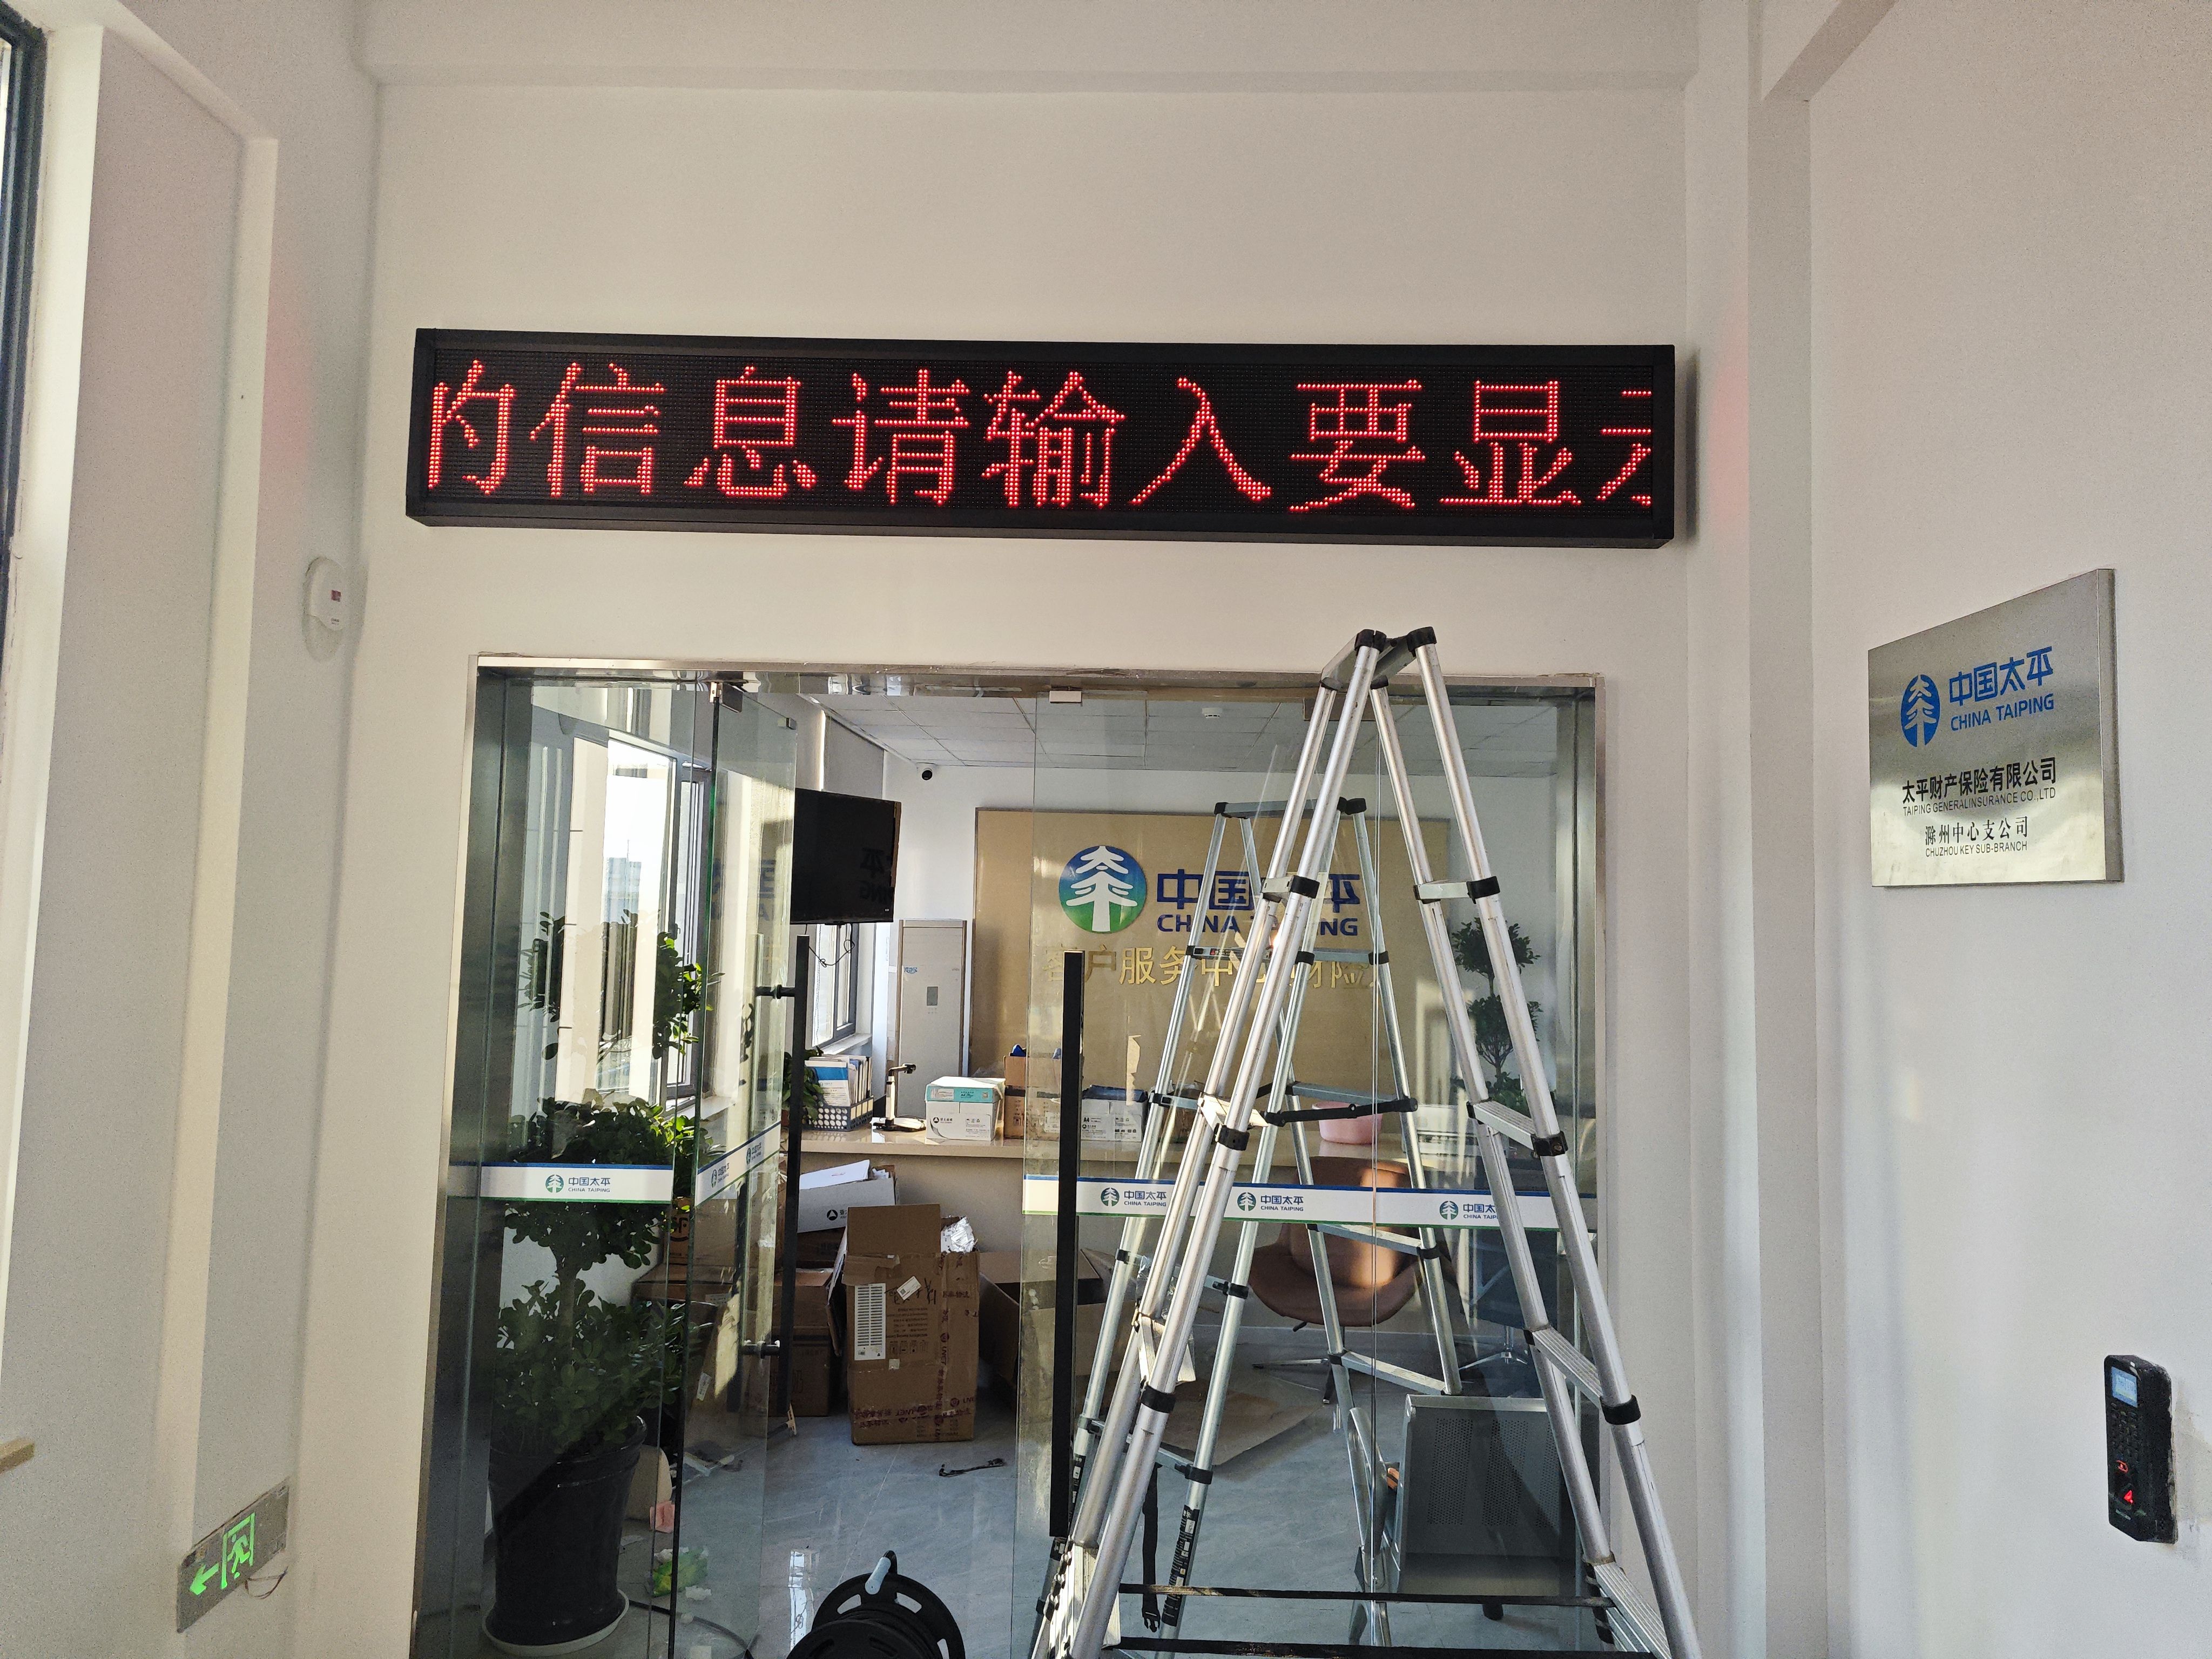 的信息请输入要显示
中国太平
CHINA TAIPING
太平财产保险有限公司
TAIPING GENERALINSURANCE CO.,LTD
滁州中心支公司
CHUZHOU KEY SUB-BRANCH
中国太平
CHINA TAIPING
客户服务中心
中国太平
CHINA TAIPING
中国太平
CHINA TAIPING
中国太平
CHINA TAIPING
中国太